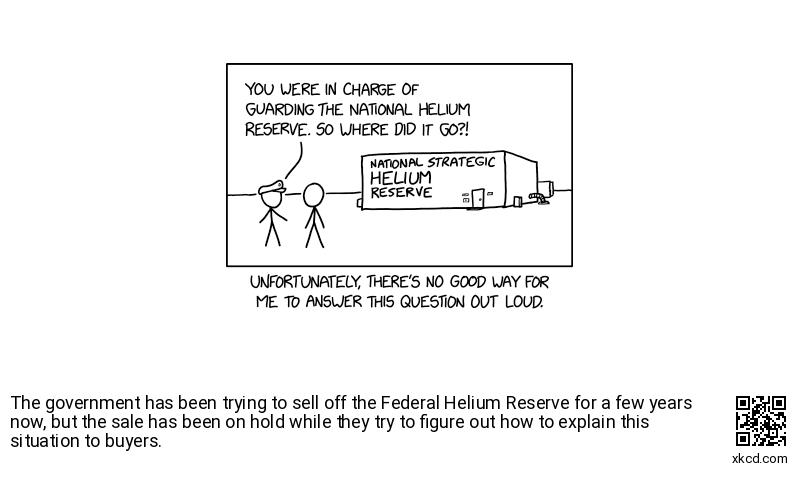 YOU WERE IN CHARGE OF
GUARDING THE NATIONAL HELIUM
RESERVE. SO WHERE DID IT GO?!
NATIONAL STRATEGIC
HELIUM
RESERVE
UNFORTUNATELY, THERE'S NO GOOD WAY FOR
ME TO ANSWER THIS QUESTION OUT LOUD.
The government has been trying to sell off the Federal Helium Reserve for a few years
now, but the sale has been on hold while they try to figure out how to explain this
situation to buyers.
xkcd.com